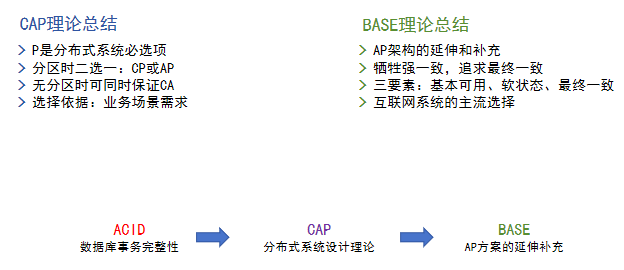 CAP理论总结
P是分布式系统必选项
分区时二选一：CP或AP
无分区时可同时保证CA
选择依据：业务场景需求
BASE理论总结
AP架构的延伸和补充
牺牲强一致，追求最终一致
三要素：基本可用、软状态、最终一致
互联网系统的主流选择
ACID
数据库事务完整性
CAP
分布式系统设计理论
BASE
AP方案的延伸补充